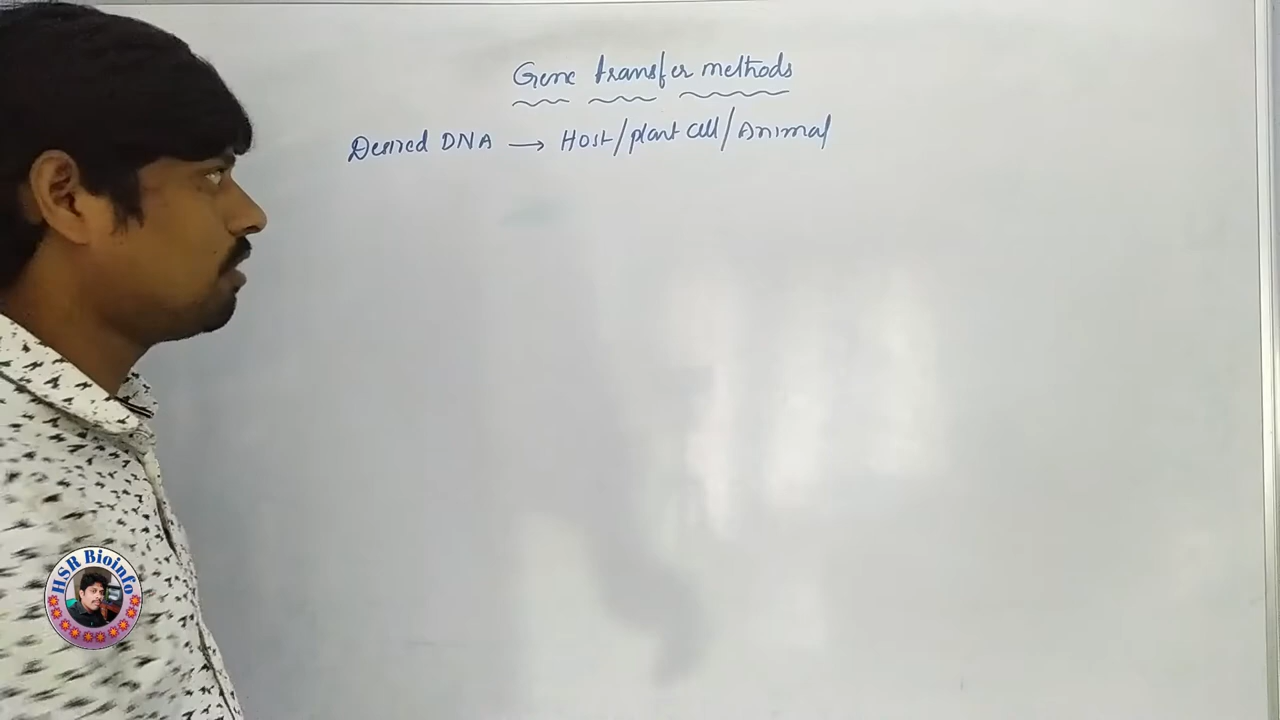 Gene transfer methods
Desired DNA → Host/plant cell/Animal
HSR Bioinfo